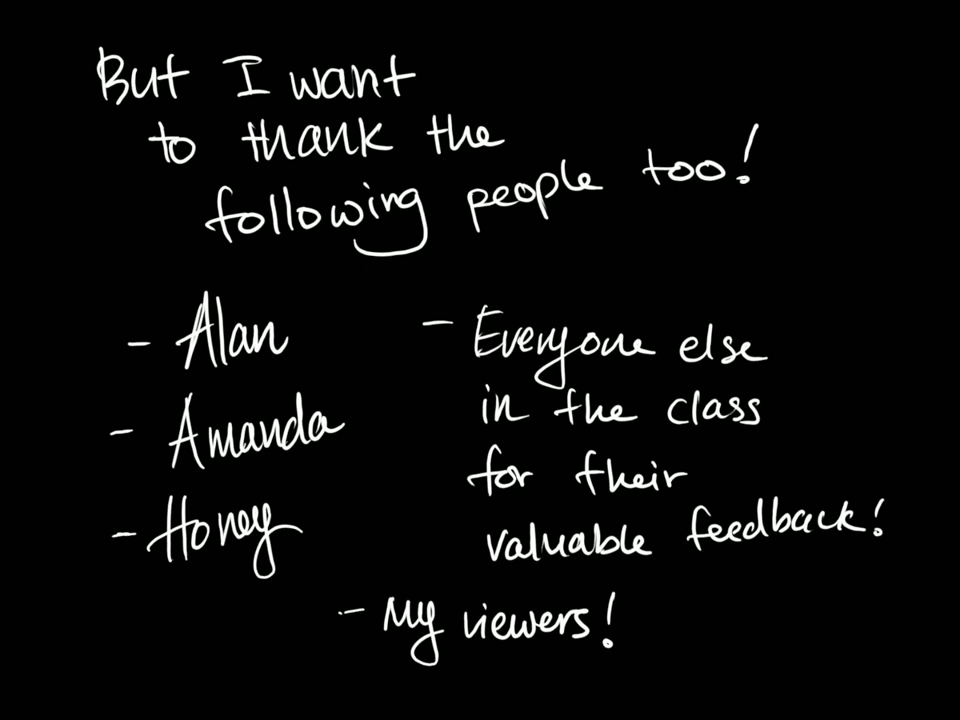 But I want
to thank the
following people too!
- Alan
- Amanda
- Honey
- Everyone else
in the class
for their
valuable feedback!
- My viewers!